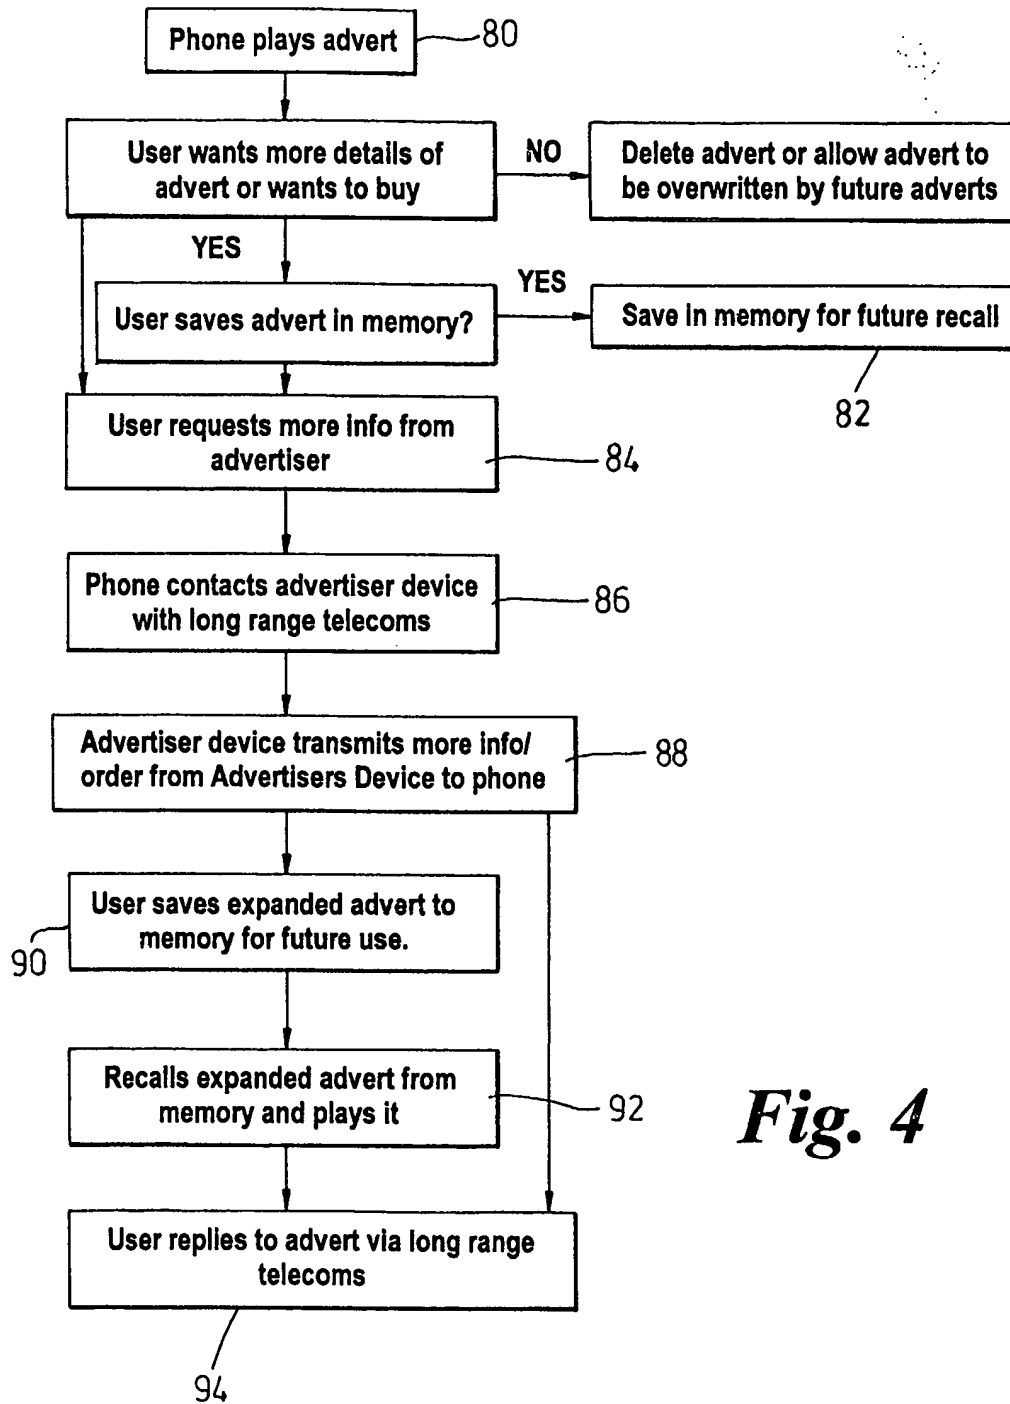 Phone plays advert
80
User wants more details of
advert or wants to buy
NO
Delete advert or allow advert to
be overwritten by future adverts
YES
User saves advert in memory?
YES
Save in memory for future recall
82
User requests more info from
advertiser
84
Phone contacts advertiser device
with long range telecoms
86
Advertiser device transmits more info/
order from Advertisers Device to phone
88
User saves expanded advert to
memory for future use.
90
Recalls expanded advert from
memory and plays it
92
Fig. 4
User replies to advert via long range
telecoms
94